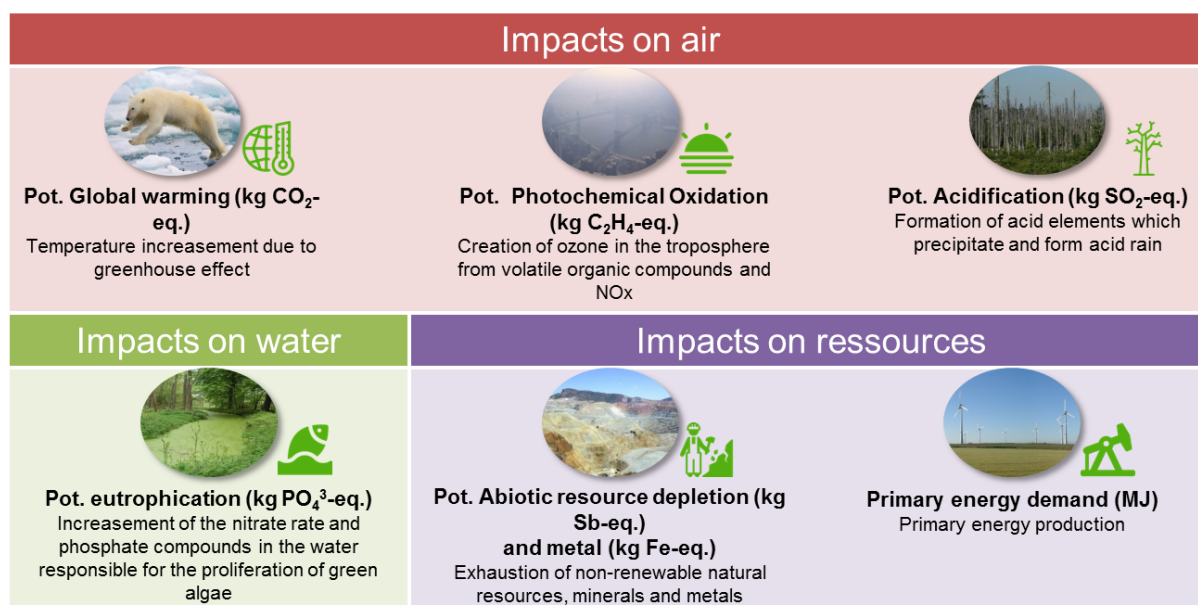 Impacts on air
Pot. Global warming (kg CO₂-
eq.)
Temperature increasement due to
greenhouse effect
Pot. Photochemical Oxidation
(kg C₂H₄-eq.)
Creation of ozone in the troposphere
from volatile organic compounds and
NOx
Pot. Acidification (kg SO₂-eq.)
Formation of acid elements which
precipitate and form acid rain
Impacts on water
Pot. eutrophication (kg PO₄³-eq.)
Increasement of the nitrate rate and
phosphate compounds in the water
responsible for the proliferation of green
algae
Impacts on ressources
Pot. Abiotic resource depletion (kg
Sb-eq.)
and metal (kg Fe-eq.)
Exhaustion of non-renewable natural
resources, minerals and metals
Primary energy demand (MJ)
Primary energy production